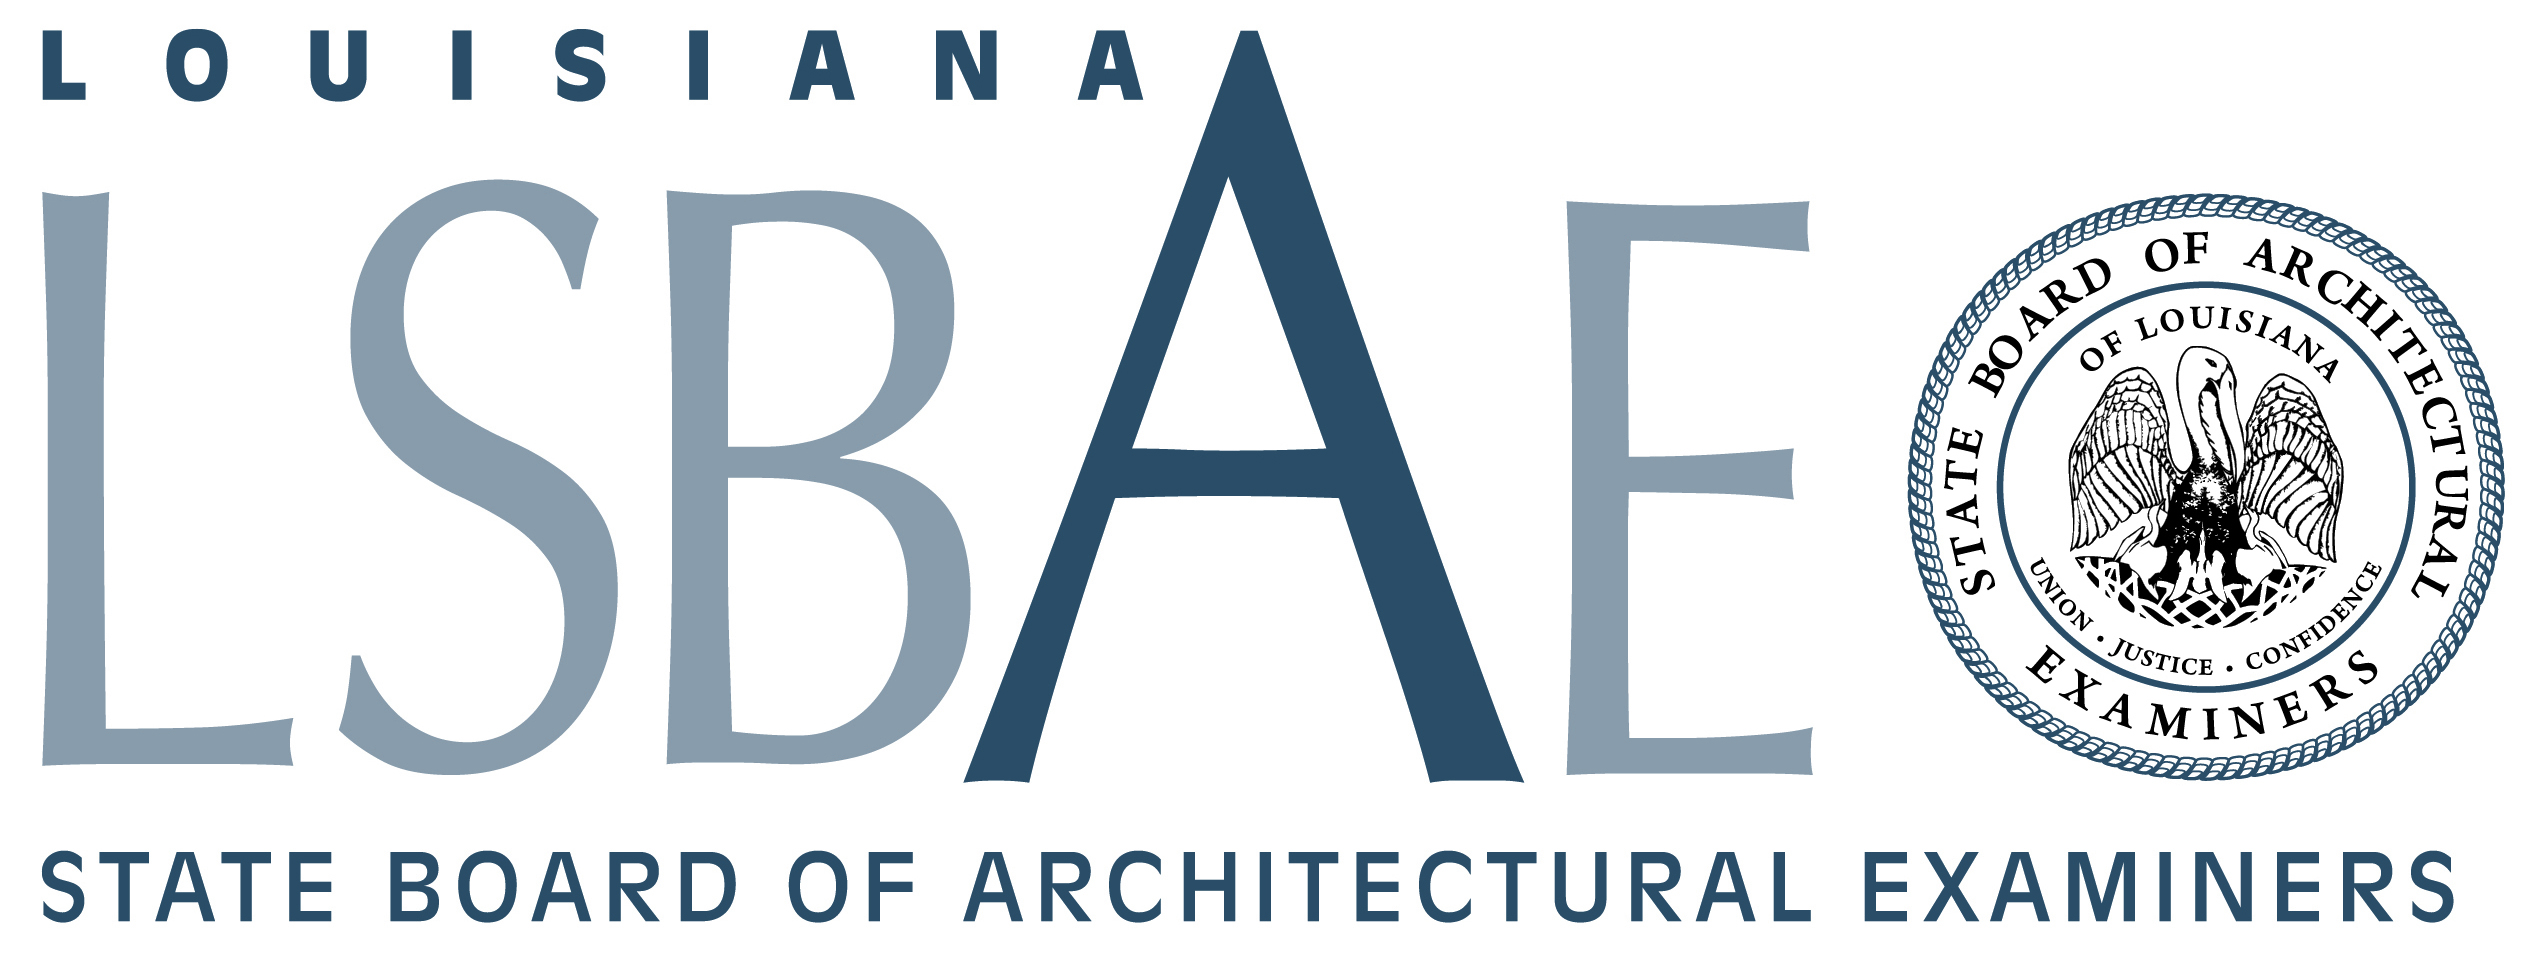 LOUISIANA
LSBAE
STATE BOARD OF ARCHITECTURAL EXAMINERS
STATE BOARD OF ARCHITECTURAL
OF LOUISIANA
UNION · JUSTICE · CONFIDENCE
EXAMINERS